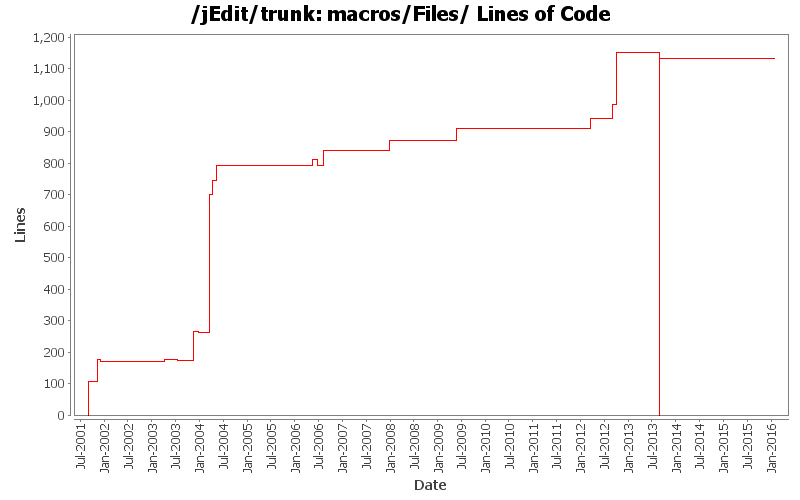 /jEdit/trunk: macros/Files/ Lines of Code
1,200
1,100
1,000
900
800
700
600
500
400
300
200
100
0
Lines
Jul-2001
Jan-2002
Jul-2002
Jan-2003
Jul-2003
Jan-2004
Jul-2004
Jan-2005
Jul-2005
Jan-2006
Jul-2006
Jan-2007
Jul-2007
Jan-2008
Jul-2008
Jan-2009
Jul-2009
Jan-2010
Jul-2010
Jan-2011
Jul-2011
Jan-2012
Jul-2012
Jan-2013
Jul-2013
Jan-2014
Jul-2014
Jan-2015
Jul-2015
Jan-2016
Date